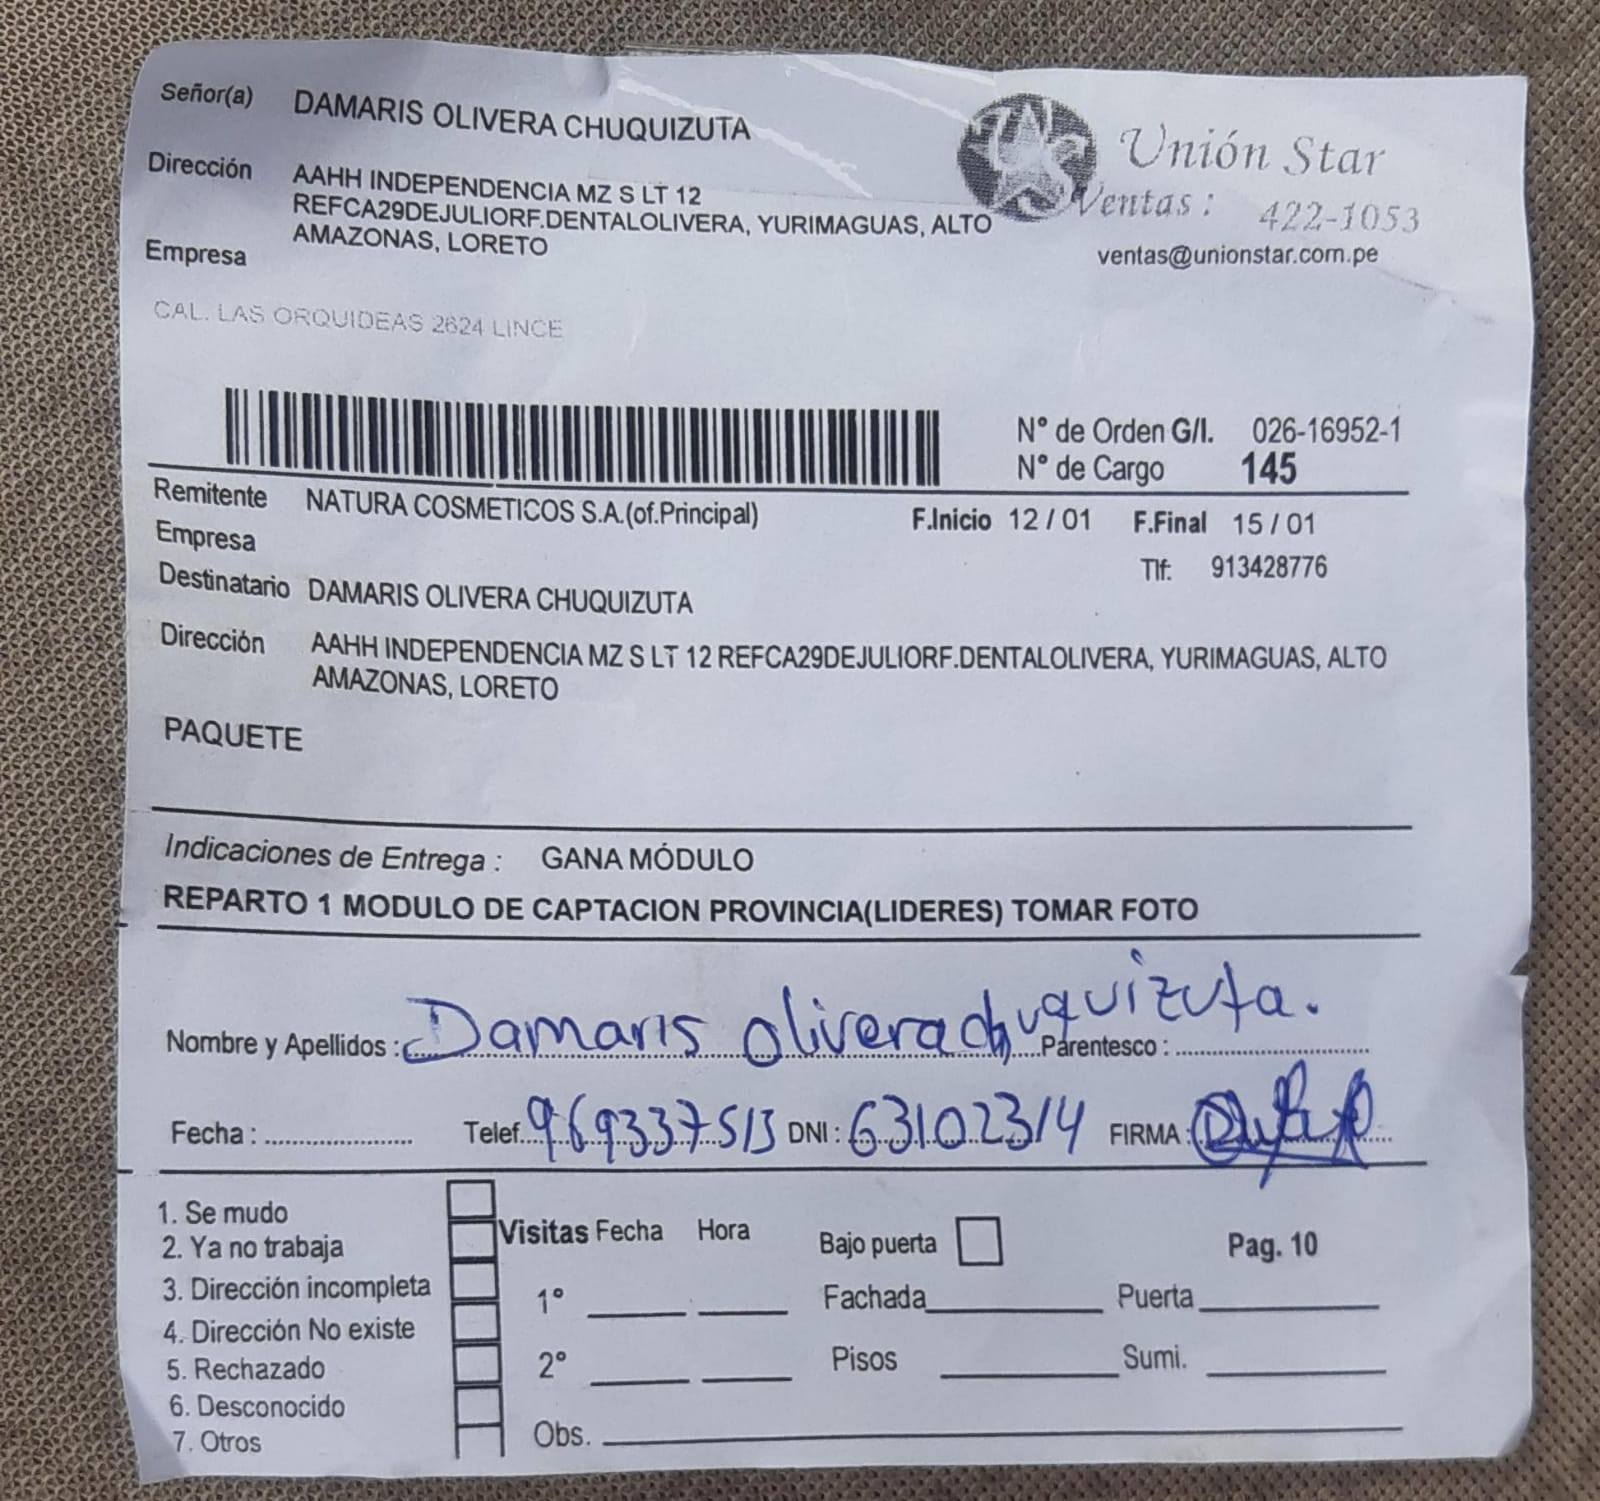 Señor(a) DAMARIS OLIVERA CHUQUIZUTA
Unión Star
Ventas : 422-1053
ventas@unionstar.com.pe
Dirección AAHH INDEPENDENCIA MZ S LT 12
REFCA29DEJULIORF.DENTALOLIVERA, YURIMAGUAS, ALTO
AMAZONAS, LORETO
Empresa
CAL. LAS ORQUIDEAS 2624 LINCE
N° de Orden G/I. 026-16952-1
N° de Cargo 145
Remitente NATURA COSMETICOS S.A.(of.Principal) F.Inicio 12 / 01 F.Final 15 / 01
Empresa
Tlf: 913428776
Destinatario DAMARIS OLIVERA CHUQUIZUTA
Dirección AAHH INDEPENDENCIA MZ S LT 12 REFCA29DEJULIORF.DENTALOLIVERA, YURIMAGUAS, ALTO
AMAZONAS, LORETO
PAQUETE
Indicaciones de Entrega : GANA MÓDULO
REPARTO 1 MODULO DE CAPTACION PROVINCIA(LIDERES) TOMAR FOTO
Nombre y Apellidos : Damaris olivera chuquizuta. Parentesco :
Fecha : Telef. 969337513 DNI : 63102314 FIRMA :
1. Se mudo
2. Ya no trabaja
3. Dirección incompleta
4. Dirección No existe
5. Rechazado
6. Desconocido
7. Otros
Visitas Fecha Hora
1°
2°
Obs.
Bajo puerta Pag. 10
Fachada Puerta
Pisos Sumi.